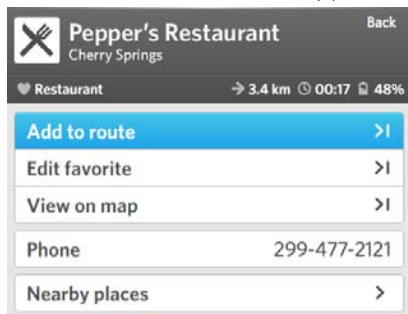 Pepper's Restaurant
Back
Cherry Springs
Restaurant 3.4 km 00:17 48%
Add to route
Edit favorite
View on map
Phone 299-477-2121
Nearby places